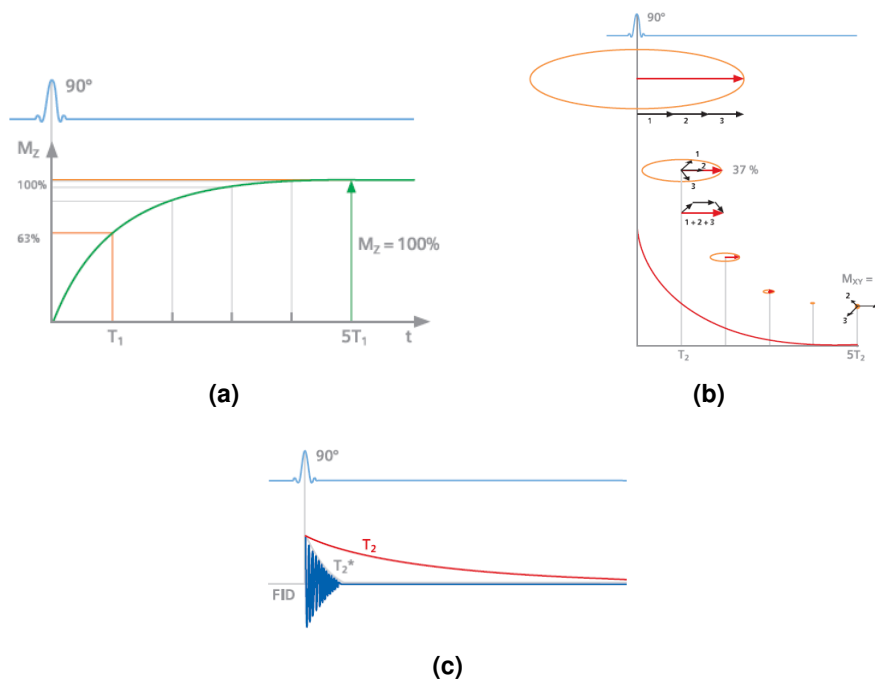 90°
M_Z
100%
63%
M_Z = 100%
T_1
5T_1
t
(a)
90°
1 2 3
1
2
3
37 %
1 + 2 + 3
M_XY =
2
3
T_2
5T_2
(b)
90°
T_2
T_2*
FID
(c)